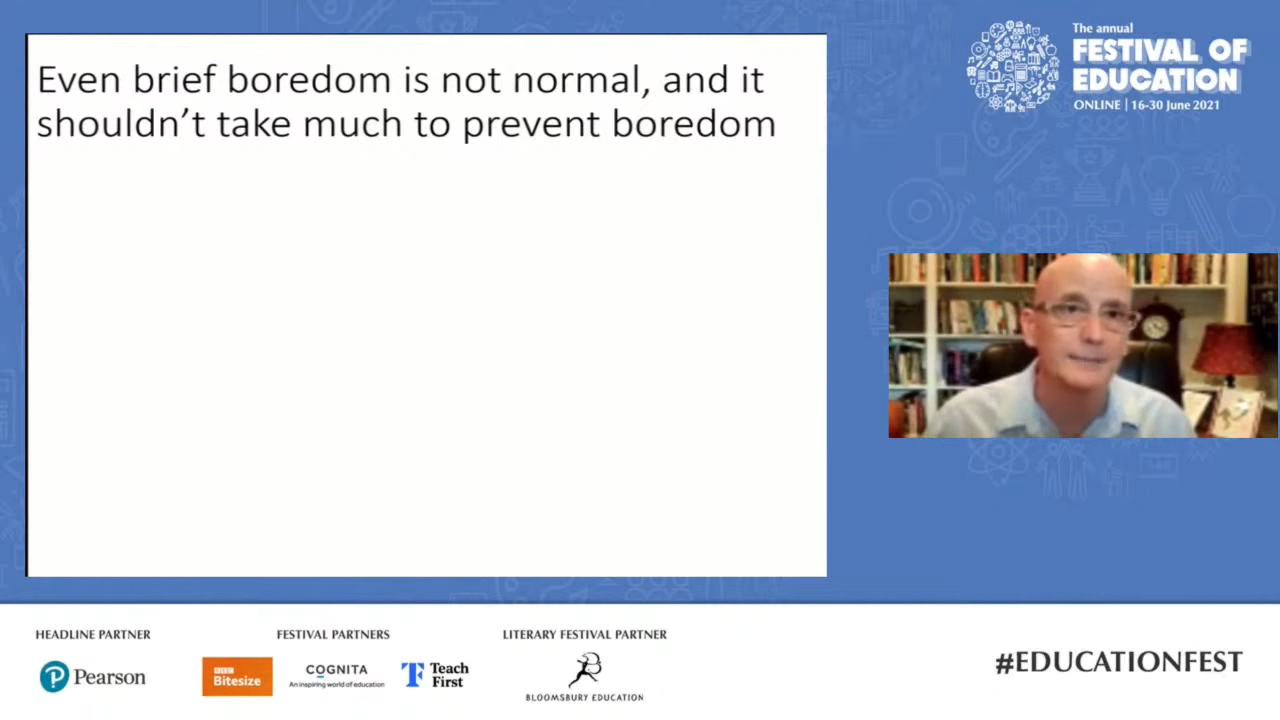 Even brief boredom is not normal, and it
shouldn't take much to prevent boredom
The annual
FESTIVAL OF
EDUCATION
ONLINE | 16-30 June 2021
HEADLINE PARTNER
FESTIVAL PARTNERS
LITERARY FESTIVAL PARTNER
Pearson
BBC
Bitesize
COGNITA
An inspiring world of education
Teach
First
BLOOMSBURY EDUCATION
#EDUCATIONFEST